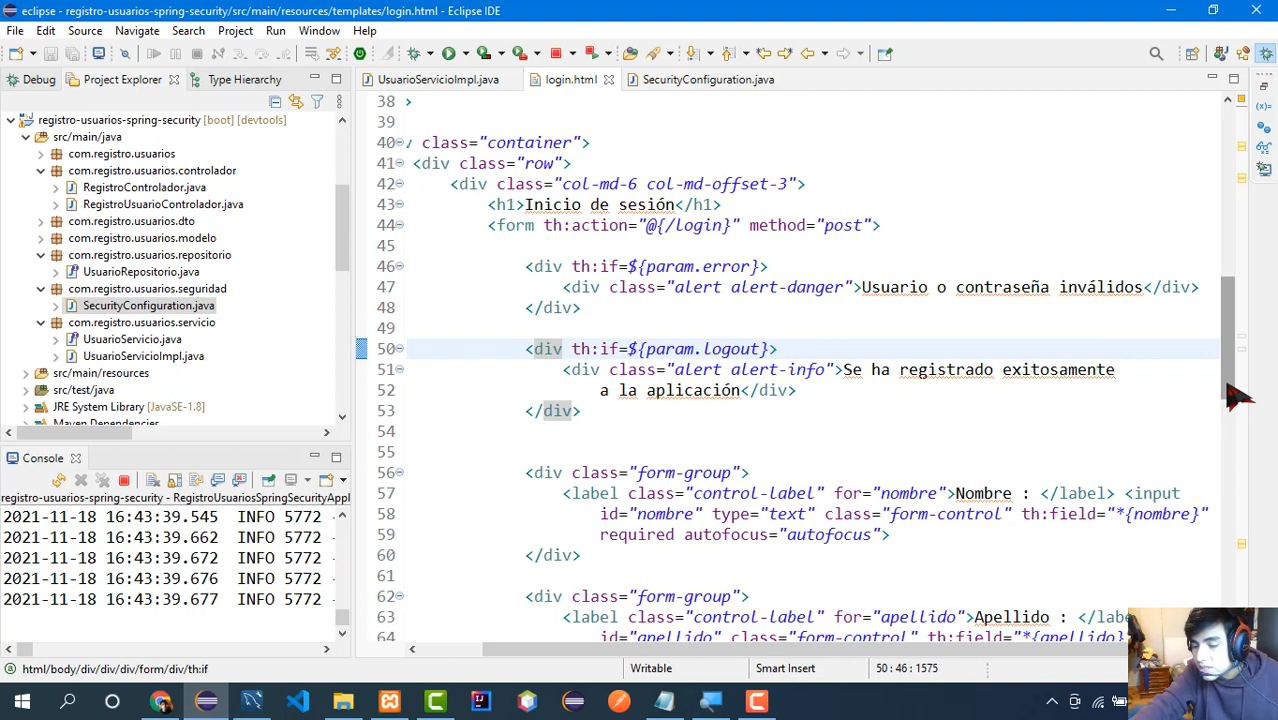 eclipse - registro-usuarios-spring-security/src/main/resources/templates/login.html - Eclipse IDE
File Edit Source Navigate Search Project Run Window Help
Debug Project Explorer Type Hierarchy
UsuarioServicioImpl.java login.html SecurityConfiguration.java
registro-usuarios-spring-security [boot] [devtools]
src/main/java
com.registro.usuarios
com.registro.usuarios.controlador
RegistroControlador.java
RegistroUsuarioControlador.java
com.registro.usuarios.dto
com.registro.usuarios.modelo
com.registro.usuarios.repositorio
UsuarioRepositorio.java
com.registro.usuarios.seguridad
SecurityConfiguration.java
com.registro.usuarios.servicio
UsuarioServicio.java
UsuarioServicioImpl.java
src/main/resources
src/test/java
JRE System Library [JavaSE-1.8]
Maven Dependencies
38 >
39
40 class="container">
41 <div class="row">
42 <div class="col-md-6 col-md-offset-3">
43 <h1>Inicio de sesión</h1>
44 <form th:action="@{/login}" method="post">
45
46 <div th:if=${param.error}>
47 <div class="alert alert-danger">Usuario o contraseña inválidos</div>
48 </div>
49
50 <div th:if=${param.logout}>
51 <div class="alert alert-info">Se ha registrado exitosamente
52 a la aplicación</div>
53 </div>
54
55
56 <div class="form-group">
57 <label class="control-label" for="nombre">Nombre : </label> <input
58 id="nombre" type="text" class="form-control" th:field="*{nombre}"
59 required autofocus="autofocus">
60 </div>
61
62 <div class="form-group">
63 <label class="control-label" for="apellido">Apellido : </
64 id="apellido" class="form-control" th:field="*{apellido}"
Console
registro-usuarios-spring-security - RegistroUsuariosSpringSecurityAppl
2021-11-18 16:43:39.545 INFO 5772
2021-11-18 16:43:39.662 INFO 5772
2021-11-18 16:43:39.672 INFO 5772
2021-11-18 16:43:39.676 INFO 5772
2021-11-18 16:43:39.677 INFO 5772
html/body/div/div/div/form/div/th:if Writable Smart Insert 50 : 46 : 1575